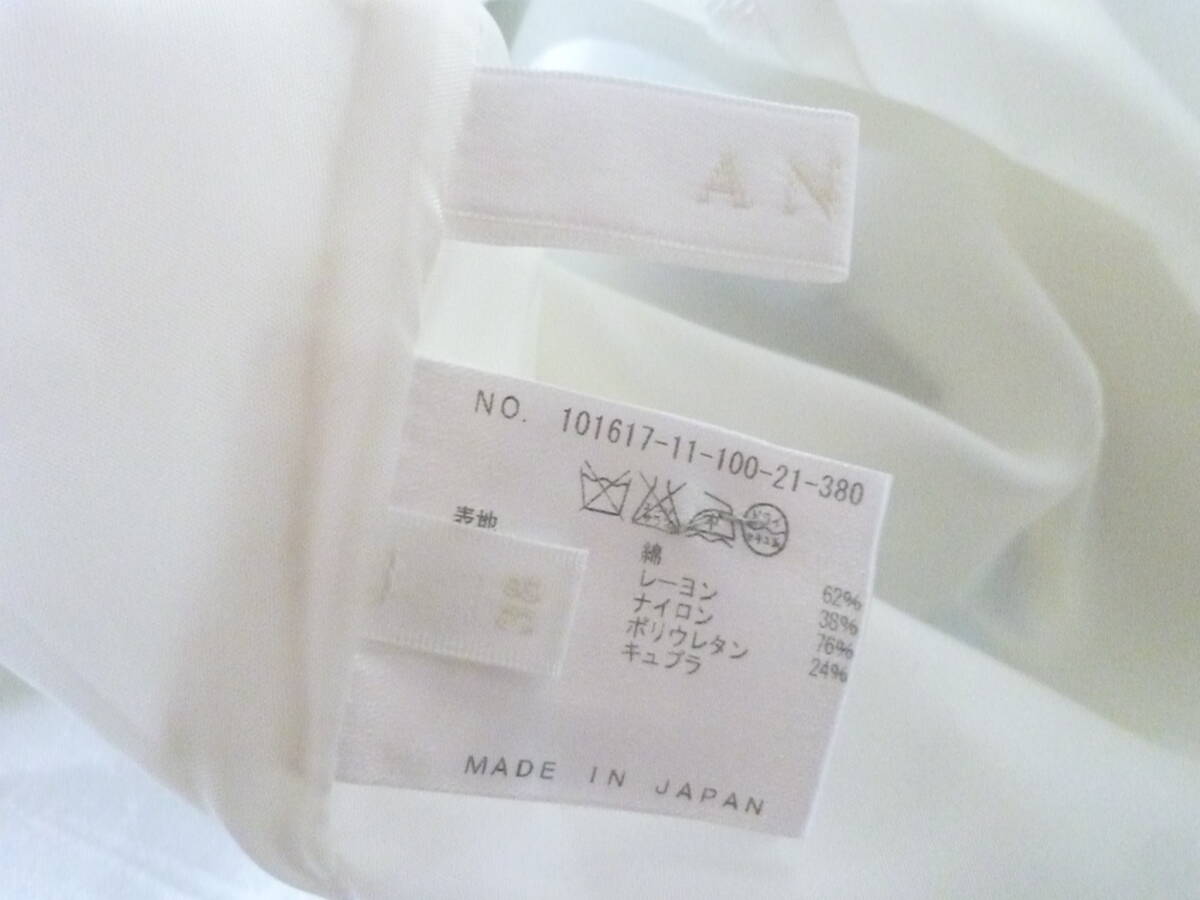 AN
NO. 101617-11-100-21-380
表地
綿 62%
レーヨン 38%
ナイロン 76%
ポリウレタン 24%
キュプラ
MADE IN JAPAN